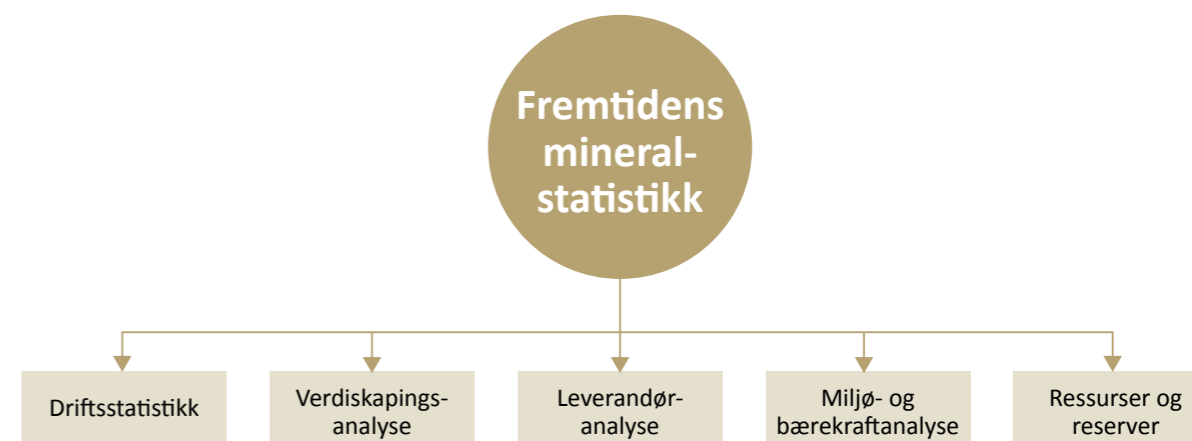 Fremtidens
mineral-
statistikk
Driftsstatistikk
Verdiskapings-
analyse
Leverandør-
analyse
Miljø- og
bærekraftanalyse
Ressurser og
reserver